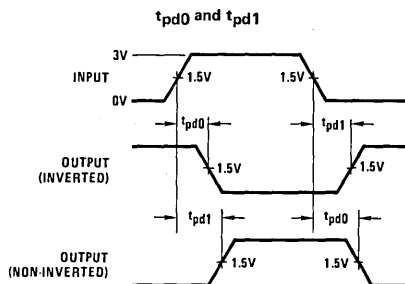 tpd0 and tpd1
3V
INPUT
1.5V
1.5V
0V
tpd0
tpd1
OUTPUT
(INVERTED)
1.5V
1.5V
tpd1
tpd0
OUTPUT
(NON-INVERTED)
1.5V
1.5V